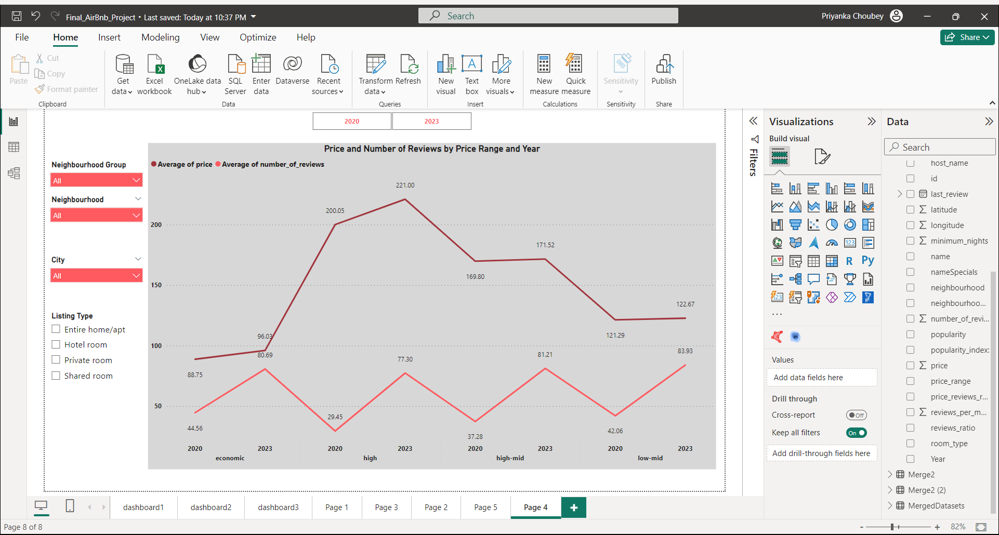 Final_AirBnb_Project • Last saved: Today at 10:37 PM
Search
Priyanka Choubey
File Home Insert Modeling View Optimize Help
Share
Paste
Cut
Copy
Format painter
Clipboard
Get data
Excel workbook
OneLake data hub
SQL Server
Enter data
Dataverse
Recent sources
Data
Transform data
Refresh
Queries
New visual
Text box
More visuals
Insert
New measure
Quick measure
Calculations
Sensitivity
Sensitivity
Publish
Share
2020 2023
Neighbourhood Group
All
Neighbourhood
All
City
All
Listing Type
Entire home/apt
Hotel room
Private room
Shared room
Price and Number of Reviews by Price Range and Year
Average of price Average of number_of_reviews
221.00
200.05
200
171.52
169.80
150
122.67
121.29
96.03
100
80.69
83.93
81.21
77.30
88.75
50
29.45
44.56
42.06
37.28
2020 2023 2020 2023 2020 2023 2020 2023
economic high high-mid low-mid
Filters
Visualizations
Build visual
123
R
Py
123
Values
Add data fields here
Drill through
Cross-report
Off
Keep all filters
On
Add drill-through fields here
Data
Search
host_name
id
last_review
latitude
longitude
minimum_nights
name
nameSpecials
neighbourhood
neighbourhoo...
number_of_revi...
popularity
popularity_index:
price
price_range
price_reviews_r...
reviews_per_m...
reviews_ratio
room_type
Year
Merge2
Merge2 (2)
MergedDatasets
dashboard1 dashboard2 dashboard3 Page 1 Page 3 Page 2 Page 5 Page 4
Page 8 of 8
82%